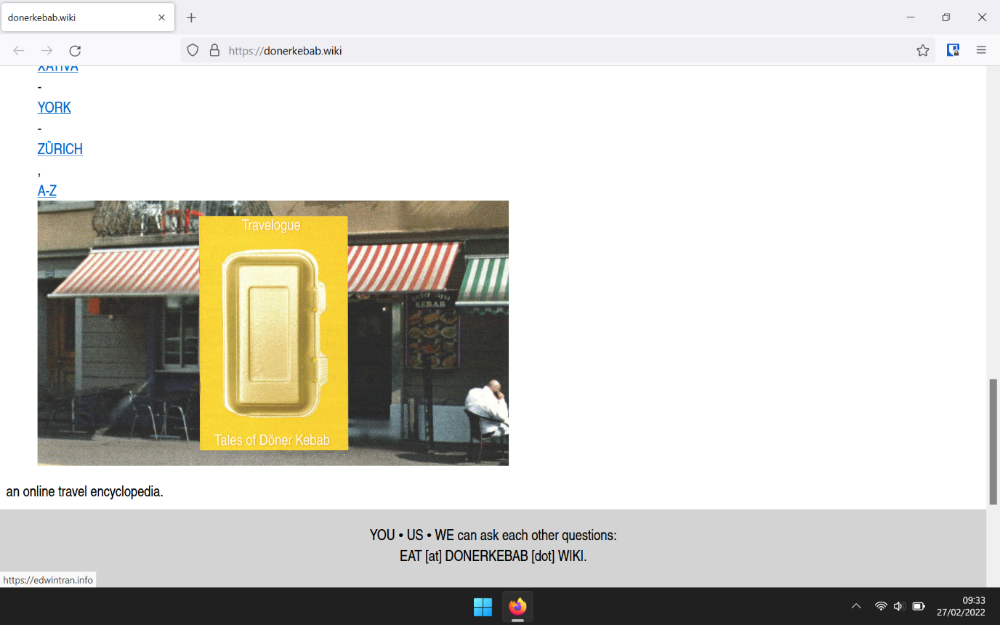 donerkebab.wiki
https://donerkebab.wiki
XÀTIVA
-
YORK
-
ZÜRICH
,
A-Z
Travelogue
KEBAB
Tales of Döner Kebab
an online travel encyclopedia.
YOU • US • WE can ask each other questions:
EAT [at] DONERKEBAB [dot] WIKI.
https://edwintran.info
09:33
27/02/2022